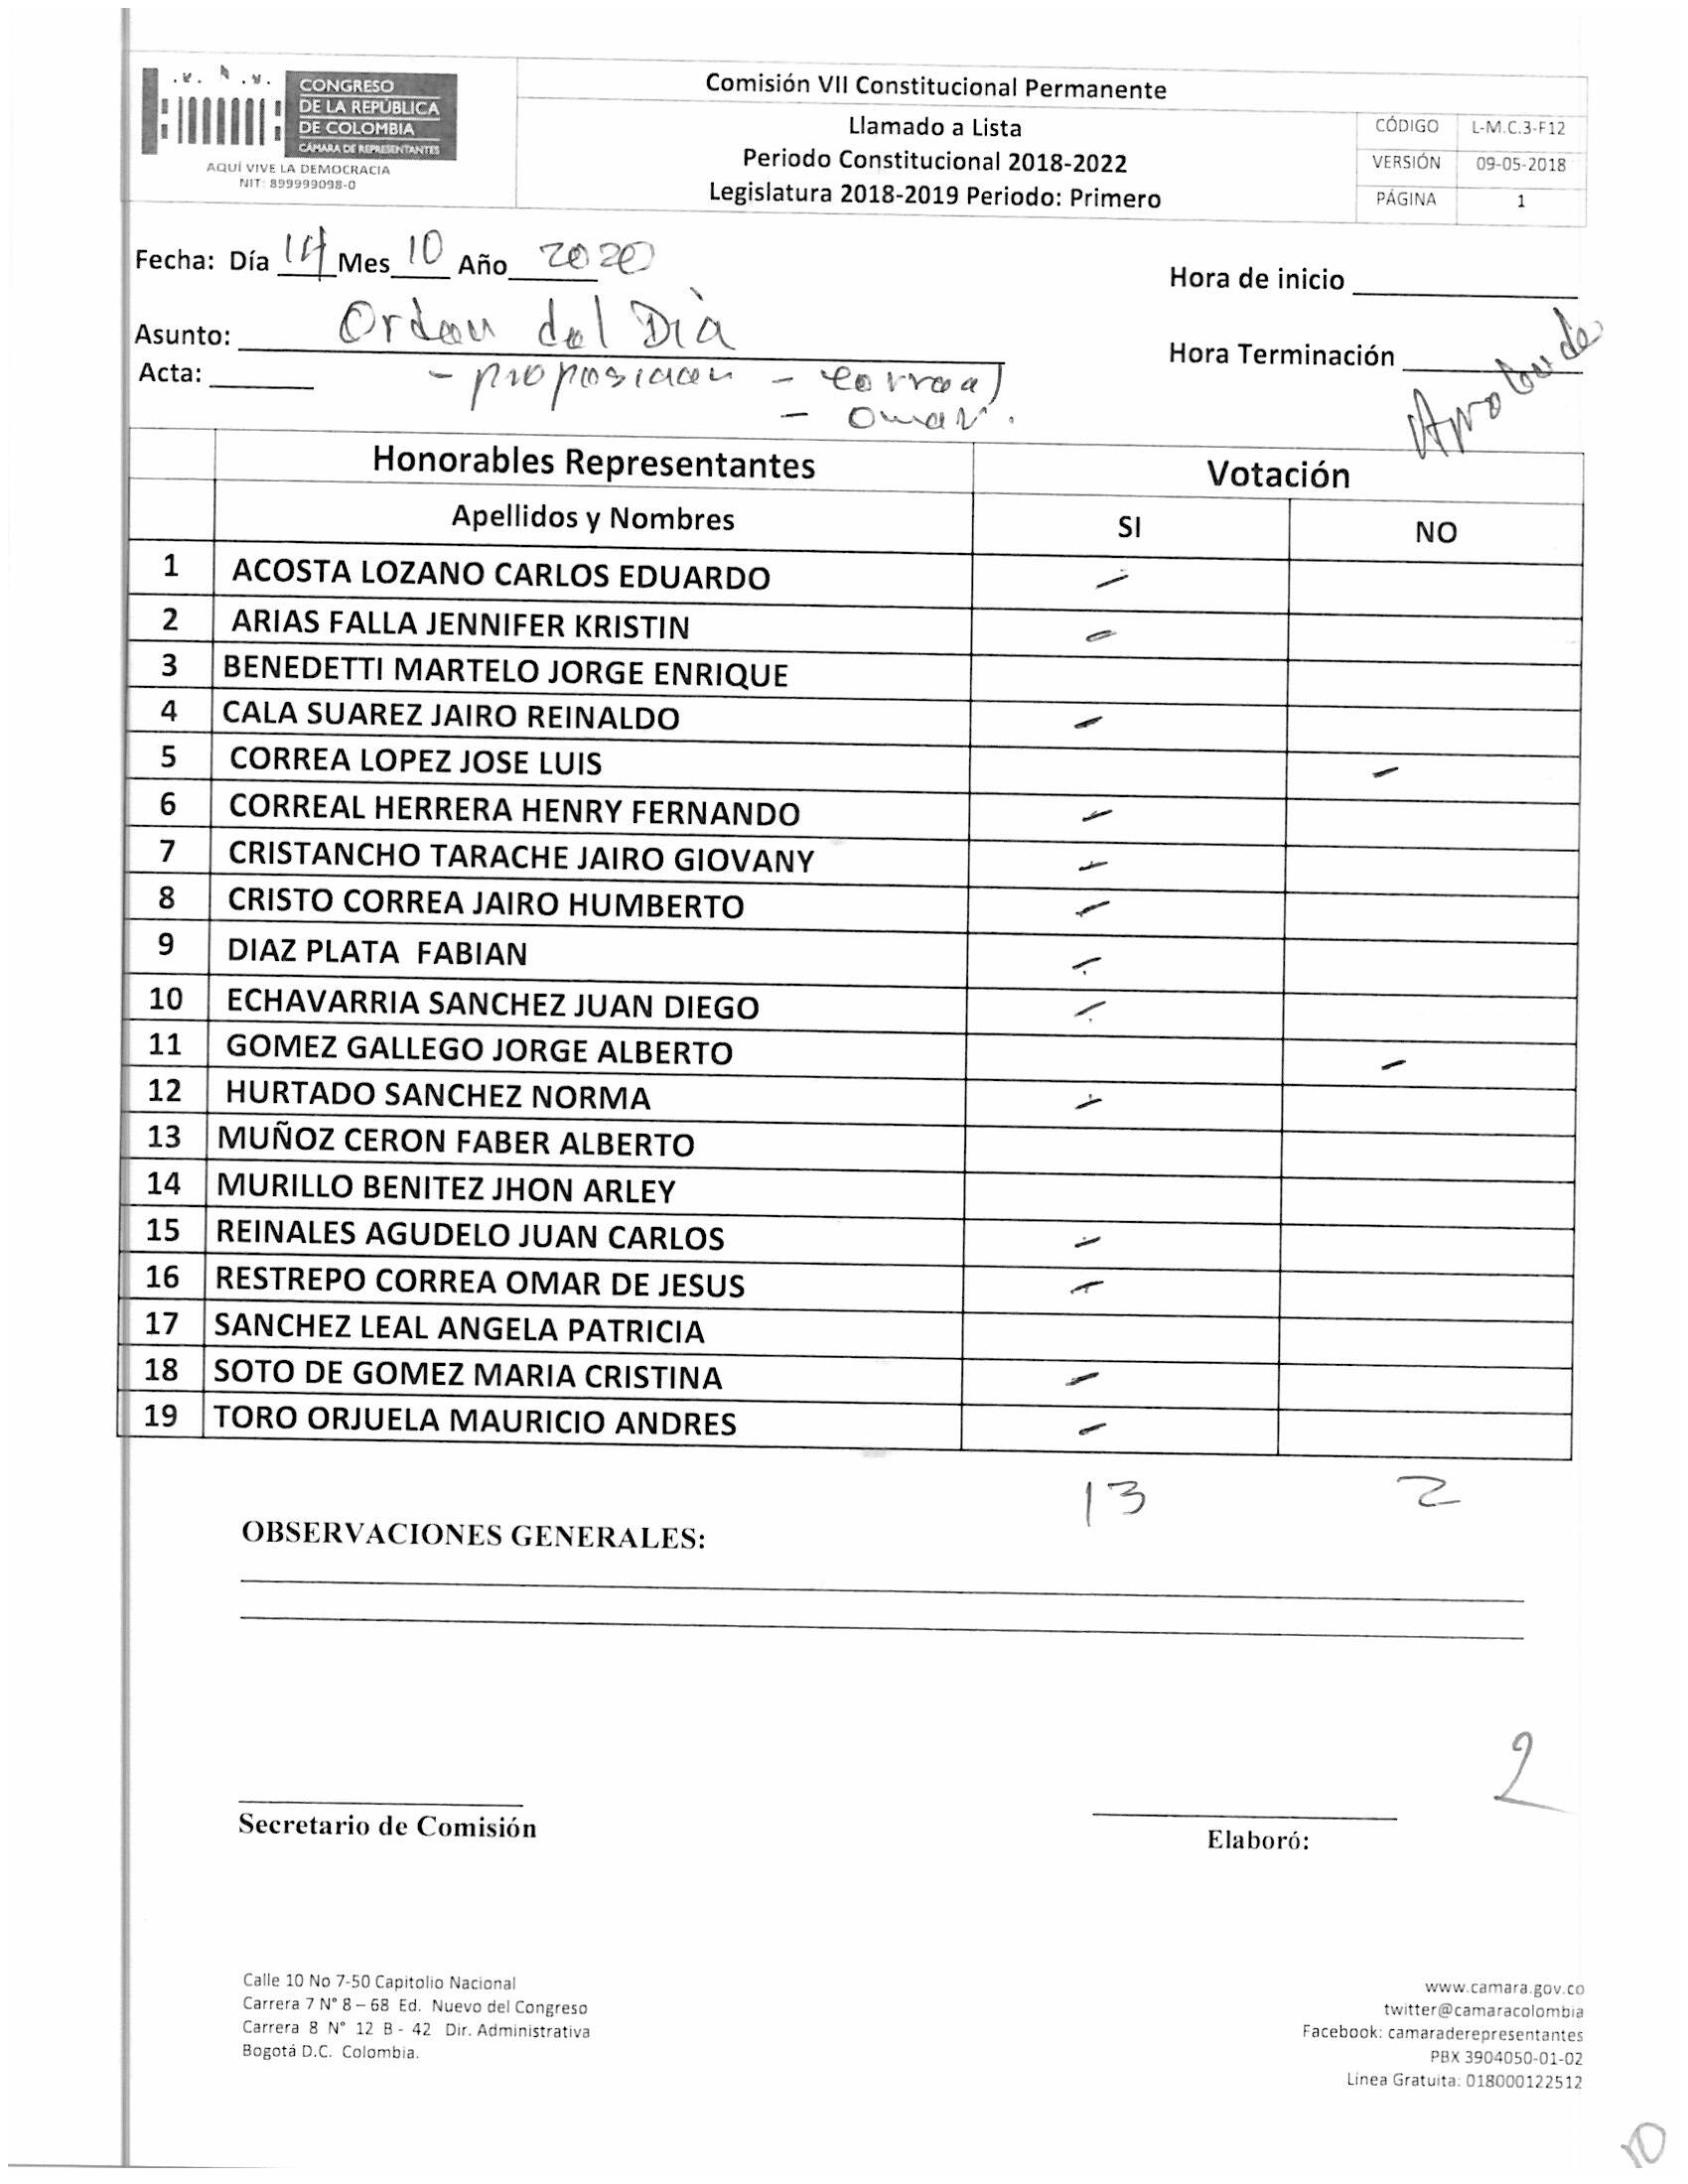 CONGRESO
DE LA REPÚBLICA
DE COLOMBIA
CÁMARA DE REPRESENTANTES
AQUÍ VIVE LA DEMOCRACIA
NIT: 899999098-0
Comisión VII Constitucional Permanente
Llamado a Lista
Periodo Constitucional 2018-2022
Legislatura 2018-2019 Periodo: Primero
CÓDIGO L-M.C.3-F12
VERSIÓN 09-05-2018
PÁGINA 1
Fecha: Día 14 Mes 10 Año 2020
Hora de inicio
Asunto: Orden del Dià
Hora Terminación
Acta:
- proposicion - Correal
- Omar.
Aprobado
Honorables Representantes Votación
Apellidos y Nombres SI NO
1 ACOSTA LOZANO CARLOS EDUARDO –
2 ARIAS FALLA JENNIFER KRISTIN –
3 BENEDETTI MARTELO JORGE ENRIQUE
4 CALA SUAREZ JAIRO REINALDO –
5 CORREA LOPEZ JOSE LUIS –
6 CORREAL HERRERA HENRY FERNANDO –
7 CRISTANCHO TARACHE JAIRO GIOVANY –
8 CRISTO CORREA JAIRO HUMBERTO –
9 DIAZ PLATA FABIAN –
10 ECHAVARRIA SANCHEZ JUAN DIEGO –
11 GOMEZ GALLEGO JORGE ALBERTO –
12 HURTADO SANCHEZ NORMA –
13 MUÑOZ CERON FABER ALBERTO
14 MURILLO BENITEZ JHON ARLEY
15 REINALES AGUDELO JUAN CARLOS –
16 RESTREPO CORREA OMAR DE JESUS –
17 SANCHEZ LEAL ANGELA PATRICIA
18 SOTO DE GOMEZ MARIA CRISTINA –
19 TORO ORJUELA MAURICIO ANDRES –
13 2
OBSERVACIONES GENERALES:
2
Secretario de Comisión
Elaboró:
Calle 10 No 7-50 Capitolio Nacional
Carrera 7 N° 8 – 68 Ed. Nuevo del Congreso
Carrera 8 N° 12 B - 42 Dir. Administrativa
Bogotá D.C. Colombia.
www.camara.gov.co
twitter@camaracolombia
Facebook: camaraderepresentantes
PBX 3904050-01-02
Linea Gratuita: 018000122512
10